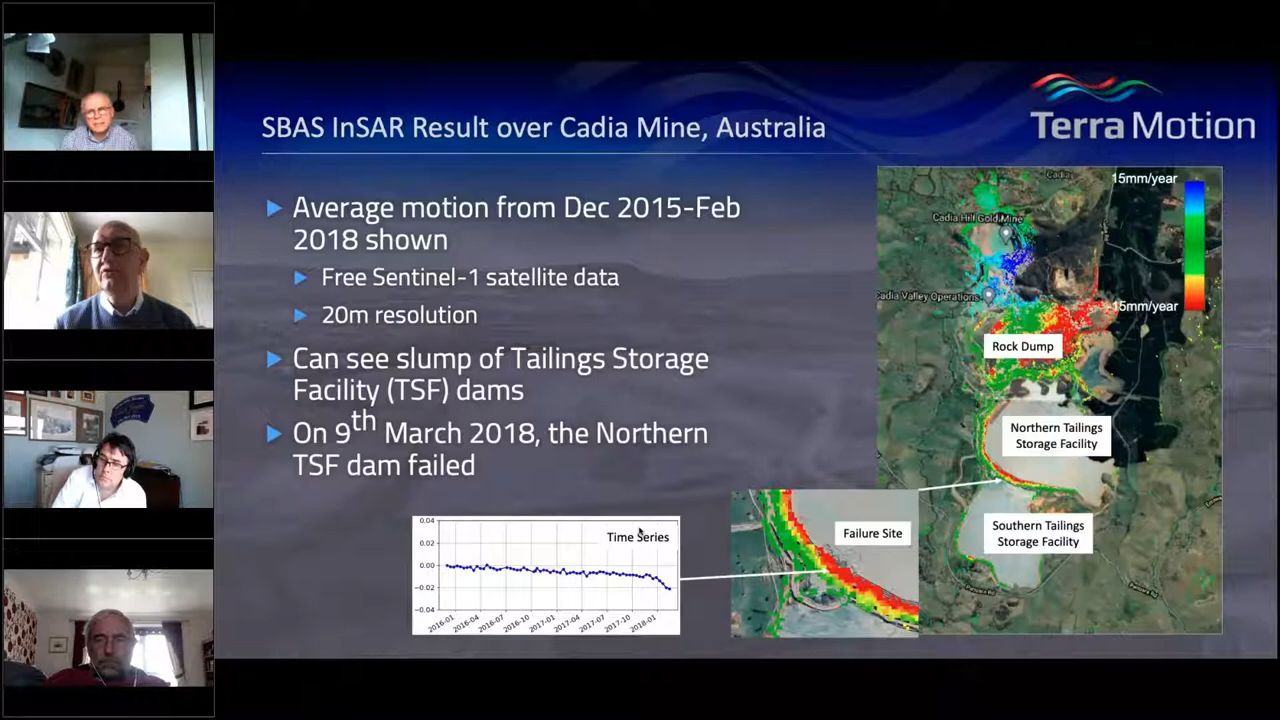 SBAS InSAR Result over Cadia Mine, Australia
Terra Motion
Average motion from Dec 2015-Feb
2018 shown
Free Sentinel-1 satellite data
20m resolution
Can see slump of Tailings Storage
Facility (TSF) dams
On 9th March 2018, the Northern
TSF dam failed
Cadia
15mm/year
Cadia Hill Gold Mine
adia Valley Operations
-15mm/year
Rock Dump
Northern Tailings
Storage Facility
Southern Tailings
Storage Facility
Failure Site
Time Series
0.04
0.02
0.00
−0.02
−0.04
2016-01
2016-04
2016-07
2016-10
2017-01
2017-04
2017-07
2017-10
2018-01